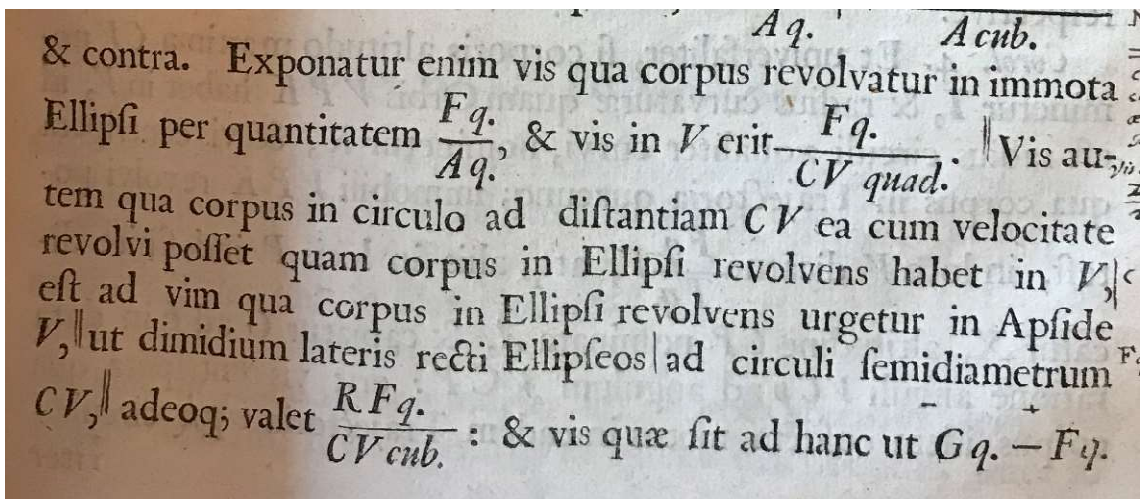 A q. A cub.
& contra. Exponatur enim vis qua corpus revolvatur in immota
Ellipſi per quantitatem Fq./Aq., & vis in V erit Fq./CV quad.. Vis au-
tem qua corpus in circulo ad diſtantiam CV ea cum velocitate
revolvi poſſet quam corpus in Ellipſi revolvens habet in V,
eſt ad vim qua corpus in Ellipſi revolvens urgetur in Apſide
V, ut dimidium lateris recti Ellipſeos ad circuli ſemidiametrum
CV, adeoq; valet RFq./CV cub. : & vis quæ ſit ad hanc ut Gq. − Fq.